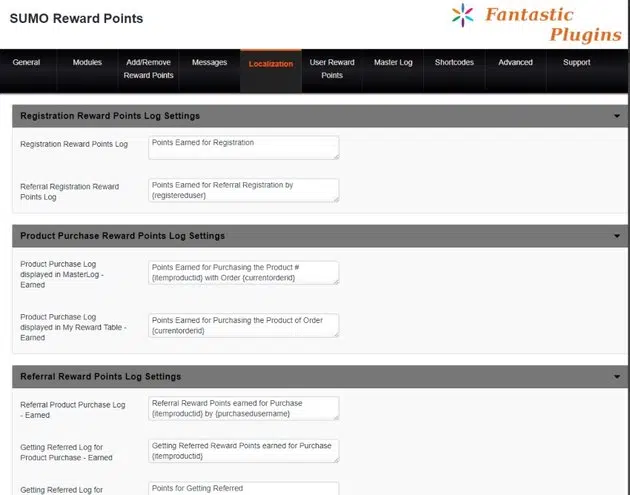 SUMO Reward Points
Fantastic
Plugins
General
Modules
Add/Remove
Reward Points
Messages
Localization
User Reward
Points
Master Log
Shortcodes
Advanced
Support
Registration Reward Points Log Settings
Registration Reward Points Log
Points Earned for Registration
Referral Registration Reward
Points Log
Points Earned for Referral Registration by
{registereduser}
Product Purchase Reward Points Log Settings
Product Purchase Log
displayed in MasterLog -
Earned
Points Earned for Purchasing the Product #
{itemproductid} with Order {currentorderid}
Product Purchase Log
displayed in My Reward Table -
Earned
Points Earned for Purchasing the Product of Order
{currentorderid}
Referral Reward Points Log Settings
Referral Product Purchase Log
- Earned
Referral Reward Points earned for Purchase
{itemproductid} by {purchasedusername}
Getting Referred Log for
Product Purchase - Earned
Getting Referred Reward Points earned for Purchase
{itemproductid}
Getting Referred Log for
Points for Getting Referred